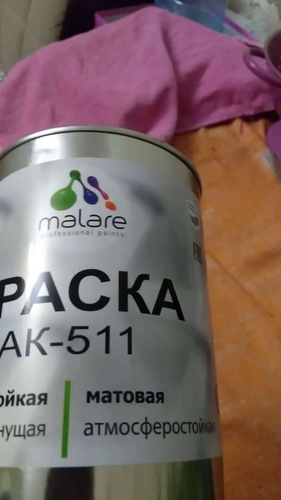 malare
professional paints
РАСКА
АК-511
ойкая
матовая
нущая
атмосферостойка